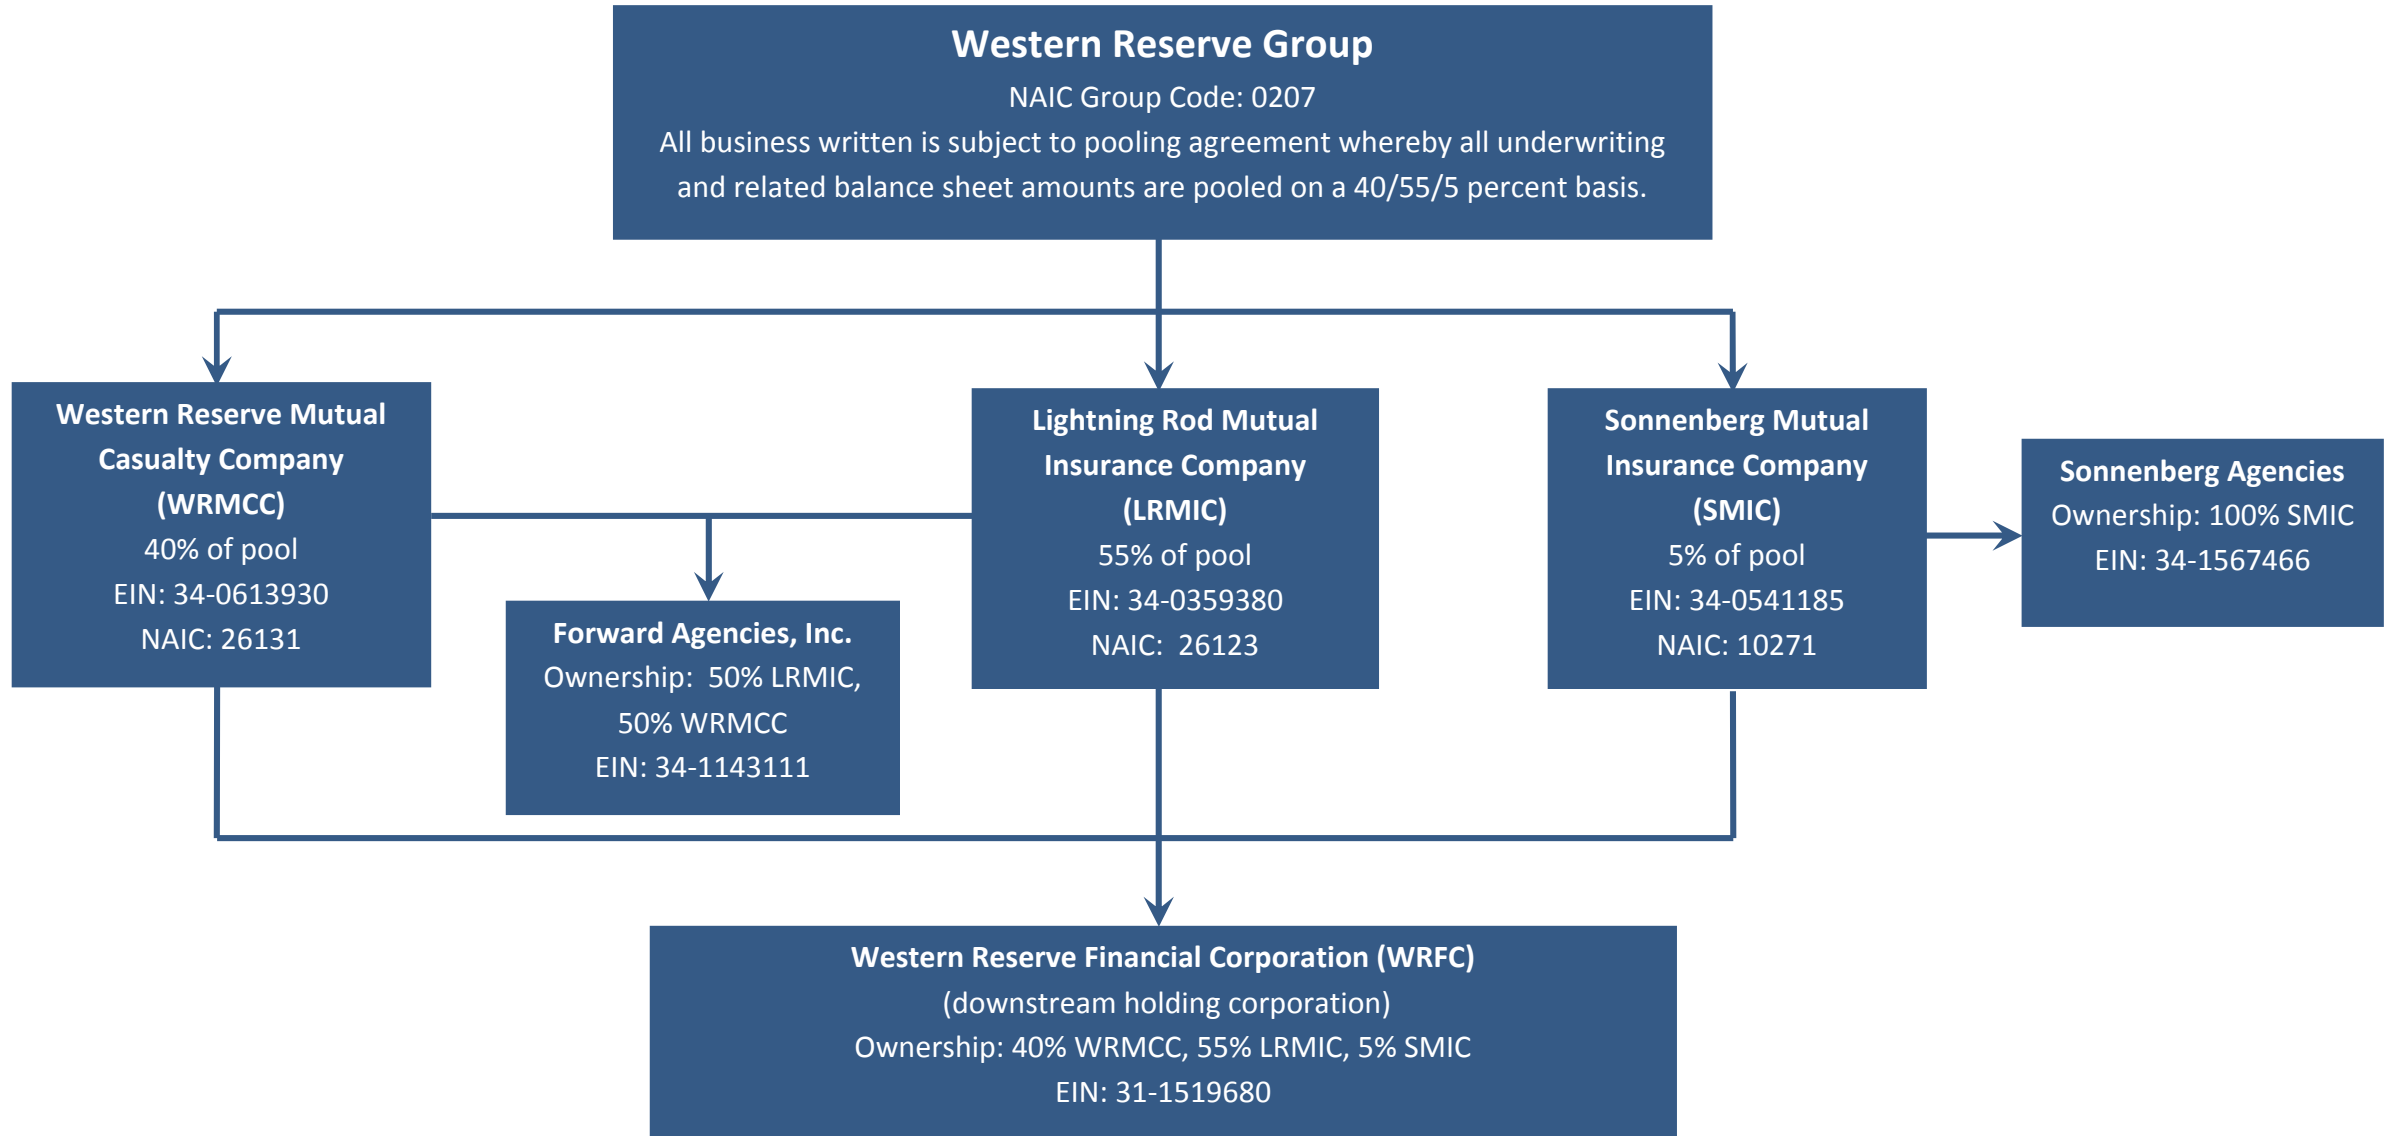 Western Reserve Group
NAIC Group Code: 0207
All business written is subject to pooling agreement whereby all underwriting
and related balance sheet amounts are pooled on a 40/55/5 percent basis.
Western Reserve Mutual
Casualty Company
(WRMCC)
40% of pool
EIN: 34-0613930
NAIC: 26131
Forward Agencies, Inc.
Ownership: 50% LRMIC,
50% WRMCC
EIN: 34-1143111
Lightning Rod Mutual
Insurance Company
(LRMIC)
55% of pool
EIN: 34-0359380
NAIC: 26123
Sonnenberg Mutual
Insurance Company
(SMIC)
5% of pool
EIN: 34-0541185
NAIC: 10271
Sonnenberg Agencies
Ownership: 100% SMIC
EIN: 34-1567466
Western Reserve Financial Corporation (WRFC)
(downstream holding corporation)
Ownership: 40% WRMCC, 55% LRMIC, 5% SMIC
EIN: 31-1519680